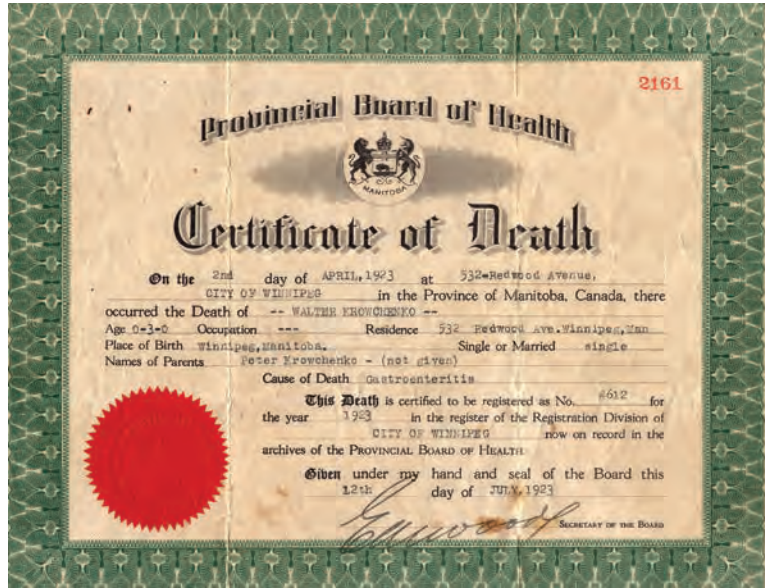 2161
Provincial Board of Health
MANITOBA
Certificate of Death
On the 2nd day of APRIL, 1923 at 532-Redwood Avenue,
CITY OF WINNIPEG in the Province of Manitoba, Canada, there
occurred the Death of -- WALTER KROWCHENKO --
Age 0-3-0 Occupation --- Residence 532 Redwood Ave.Winnipeg,Man
Place of Birth Winnipeg,Manitoba. Single or Married single
Names of Parents Peter Krowchenko - (not given)
Cause of Death Gastroenteritis
This Death is certified to be registered as No. 4612 for
the year 1923 in the register of the Registration Division of
CITY OF WINNIPEG now on record in the
archives of the PROVINCIAL BOARD OF HEALTH
Given under my hand and seal of the Board this
12th day of JULY, 1923
SECRETARY OF THE BOARD